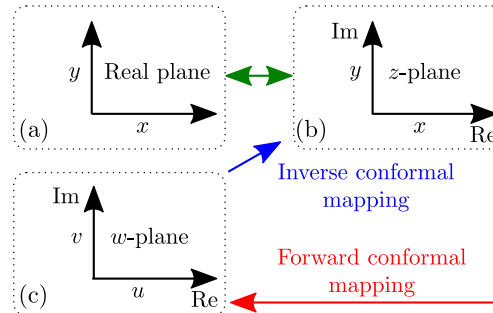 y
Real plane
x
(a)
Im
y
z-plane
x
(b)
Re
Inverse conformal
mapping
Im
v
w-plane
(c)
u
Re
Forward conformal
mapping